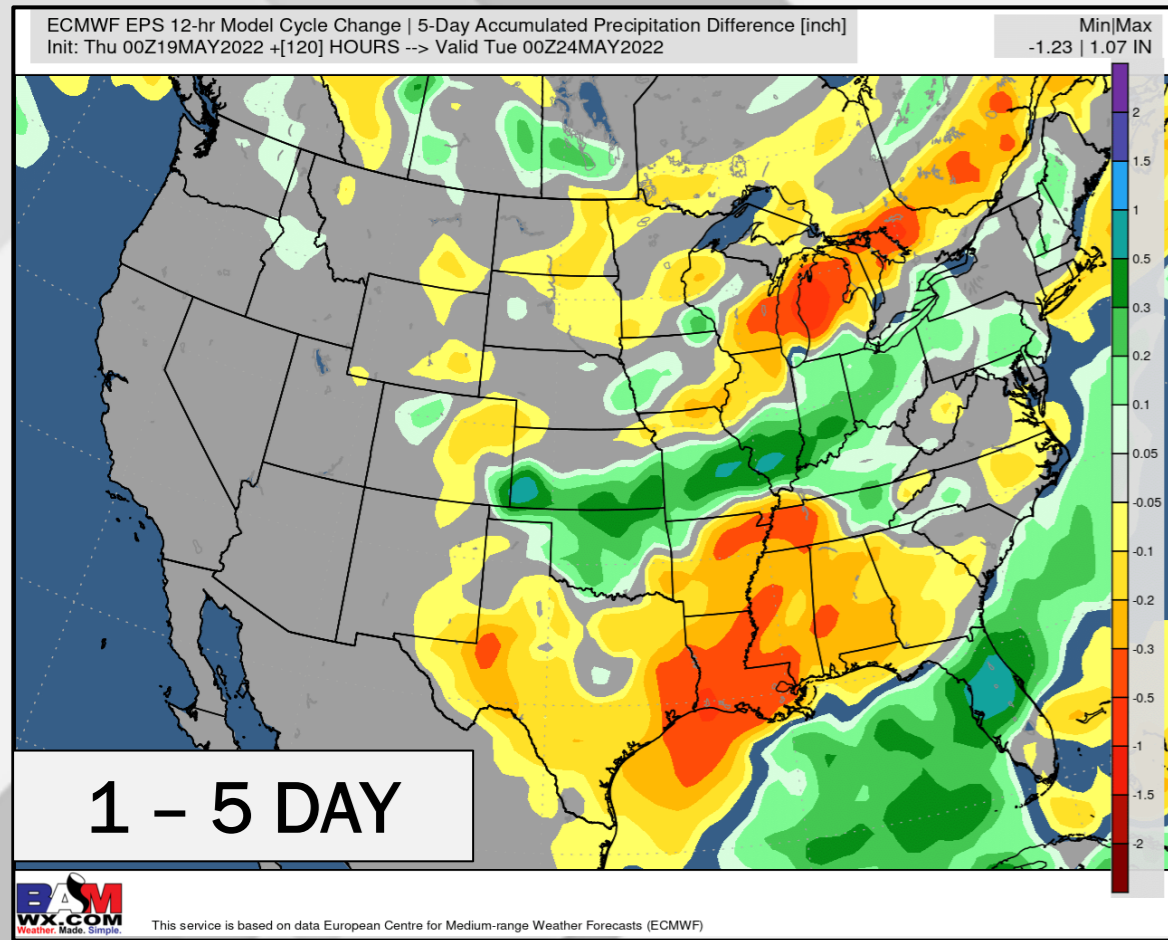 ECMWF EPS 12-hr Model Cycle Change | 5-Day Accumulated Precipitation Difference [inch]
Init: Thu 00Z19MAY2022 +[120] HOURS --> Valid Tue 00Z24MAY2022
Min|Max
-1.23 | 1.07 IN
2
1.5
1
1
0.5
0.3
0.2
0.1
0.05
-0.05
-0.1
-0.2
-0.3
-0.5
-1
-1.5
-2
1 – 5 DAY
BAM
WX.COM
Weather. Made. Simple.
This service is based on data European Centre for Medium-range Weather Forecasts (ECMWF)